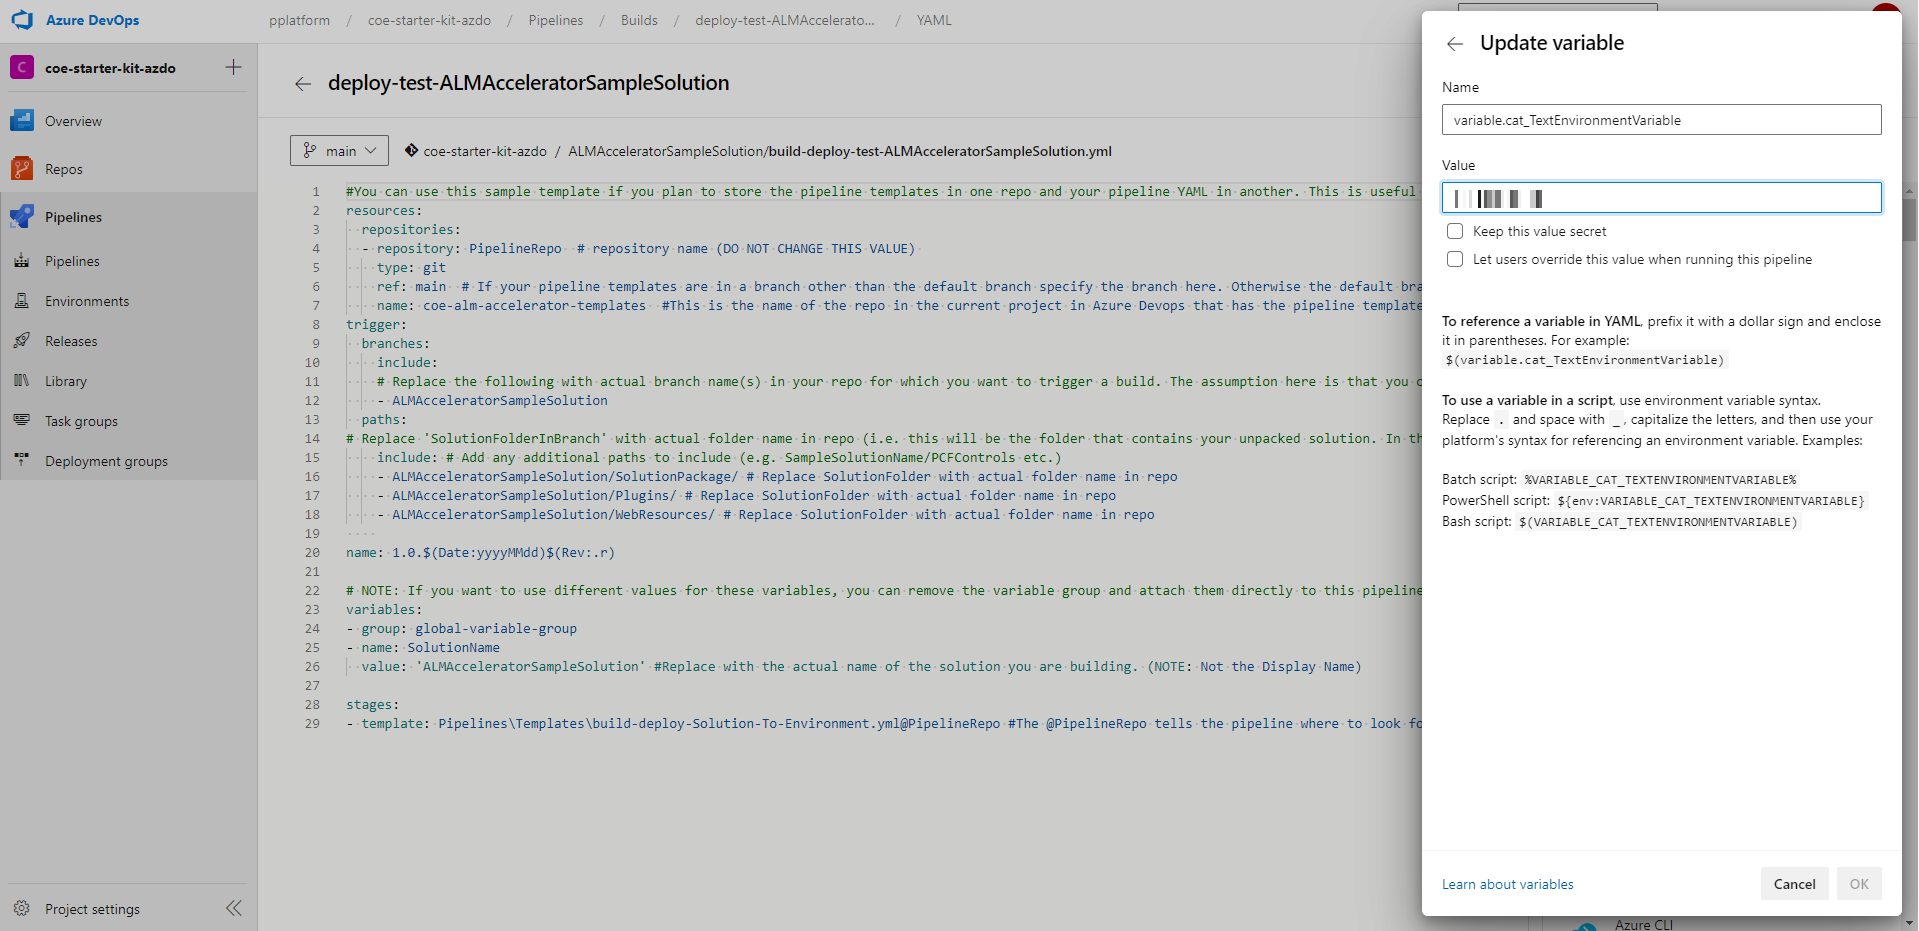 Azure DevOps
pplatform / coe-starter-kit-azdo / Pipelines / Builds / deploy-test-ALMAccelerato... / YAML
C coe-starter-kit-azdo
Overview
Repos
Pipelines
Pipelines
Environments
Releases
Library
Task groups
Deployment groups
Project settings
deploy-test-ALMAcceleratorSampleSolution
main coe-starter-kit-azdo / ALMAcceleratorSampleSolution/build-deploy-test-ALMAcceleratorSampleSolution.yml
1 #You can use this sample template if you plan to store the pipeline templates in one repo and your pipeline YAML in another. This is useful
2 resources:
3 repositories:
4 - repository: PipelineRepo # repository name (DO NOT CHANGE THIS VALUE)
5 type: git
6 ref: main # If your pipeline templates are in a branch other than the default branch specify the branch here. Otherwise the default bra
7 name: coe-alm-accelerator-templates #This is the name of the repo in the current project in Azure Devops that has the pipeline template
8 trigger:
9 branches:
10 include:
11 # Replace the following with actual branch name(s) in your repo for which you want to trigger a build. The assumption here is that you
12 - ALMAcceleratorSampleSolution
13 paths:
14 # Replace 'SolutionFolderInBranch' with actual folder name in repo (i.e. this will be the folder that contains your unpacked solution. In th
15 include: # Add any additional paths to include (e.g. SampleSolutionName/PCFControls etc.)
16 - ALMAcceleratorSampleSolution/SolutionPackage/ # Replace SolutionFolder with actual folder name in repo
17 - ALMAcceleratorSampleSolution/Plugins/ # Replace SolutionFolder with actual folder name in repo
18 - ALMAcceleratorSampleSolution/WebResources/ # Replace SolutionFolder with actual folder name in repo
19
20 name: 1.0.$(Date:yyyyMMdd)$(Rev:.r)
21
22 # NOTE: If you want to use different values for these variables, you can remove the variable group and attach them directly to this pipeline
23 variables:
24 - group: global-variable-group
25 - name: SolutionName
26 value: 'ALMAcceleratorSampleSolution' #Replace with the actual name of the solution you are building. (NOTE: Not the Display Name)
27
28 stages:
29 - template: Pipelines\Templates\build-deploy-Solution-To-Environment.yml@PipelineRepo #The @PipelineRepo tells the pipeline where to look fo
Update variable
Name
variable.cat_TextEnvironmentVariable
Value
Keep this value secret
Let users override this value when running this pipeline
To reference a variable in YAML, prefix it with a dollar sign and enclose
it in parentheses. For example:
$(variable.cat_TextEnvironmentVariable)
To use a variable in a script, use environment variable syntax.
Replace . and space with _, capitalize the letters, and then use your
platform's syntax for referencing an environment variable. Examples:
Batch script: %VARIABLE_CAT_TEXTENVIRONMENTVARIABLE%
PowerShell script: ${env:VARIABLE_CAT_TEXTENVIRONMENTVARIABLE}
Bash script: $(VARIABLE_CAT_TEXTENVIRONMENTVARIABLE)
Learn about variables
Cancel
OK
Azure CLI